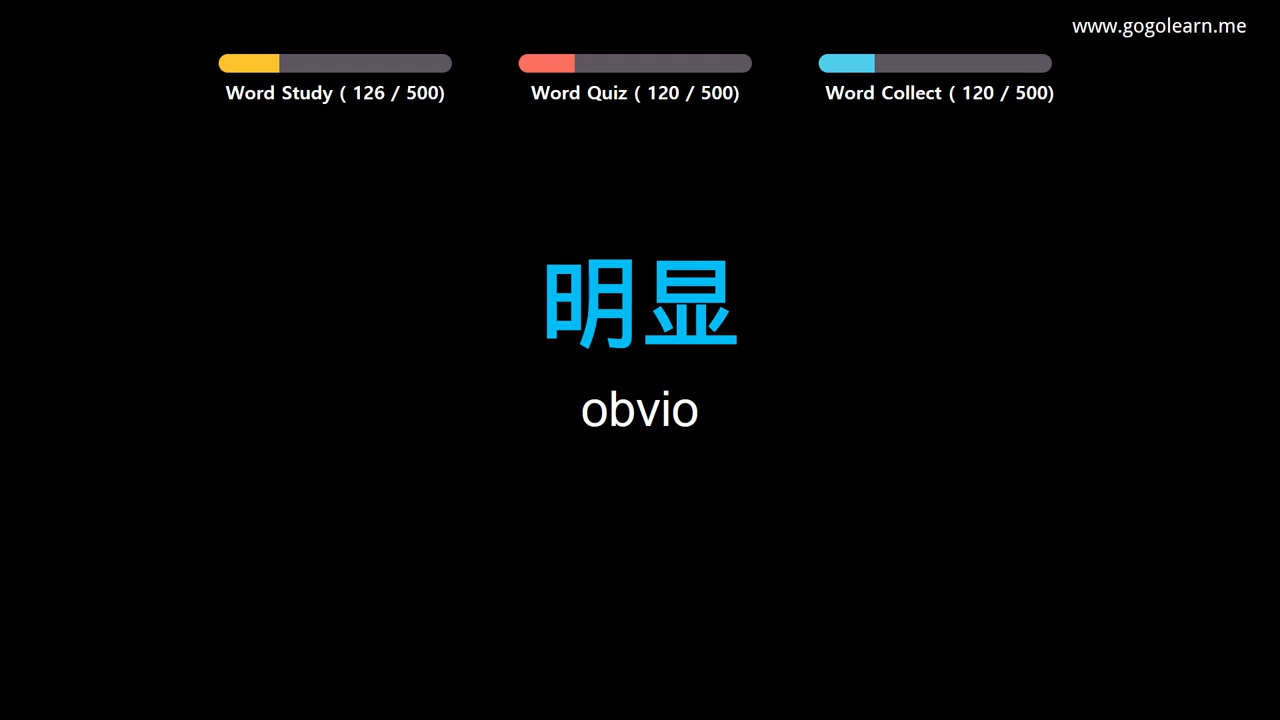 www.gogolearn.me
Word Study ( 126 / 500)
Word Quiz ( 120 / 500)
Word Collect ( 120 / 500)
明显
obvio